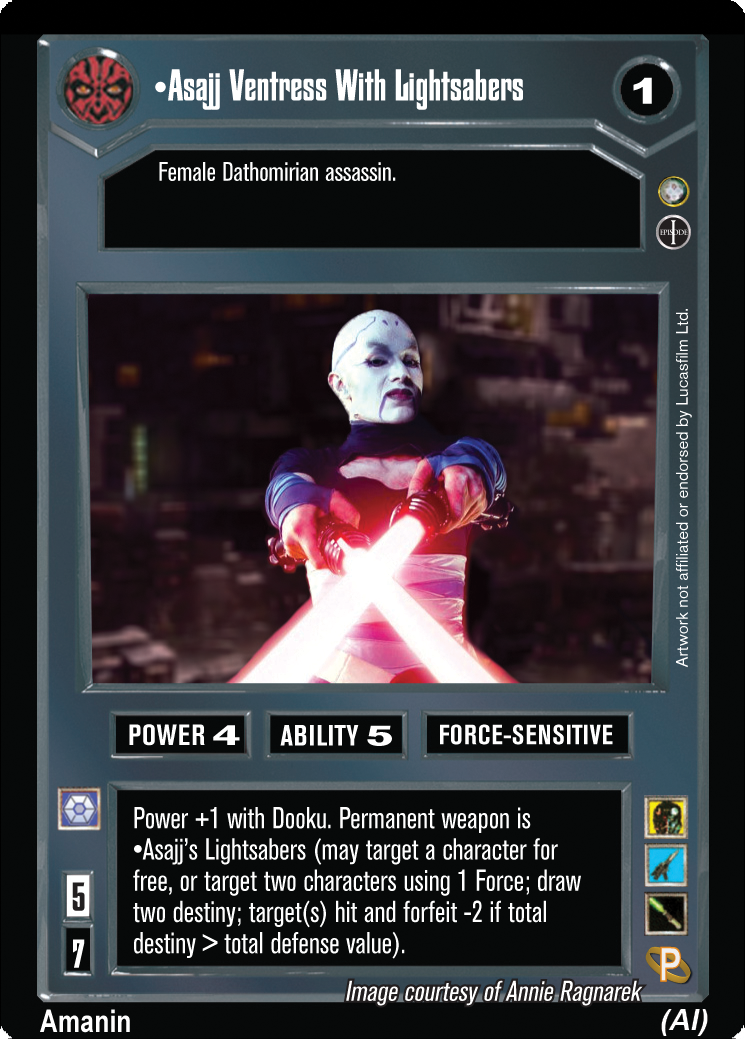 •Asajj Ventress With Lightsabers
1
Female Dathomirian assassin.
EPISODE
I
Artwork not affiliated or endorsed by Lucasfilm Ltd.
POWER 4
ABILITY 5
FORCE-SENSITIVE
Power +1 with Dooku. Permanent weapon is
•Asajj's Lightsabers (may target a character for
free, or target two characters using 1 Force; draw
two destiny; target(s) hit and forfeit -2 if total
destiny > total defense value).
5
7
P
Image courtesy of Annie Ragnarek
Amanin
(AI)